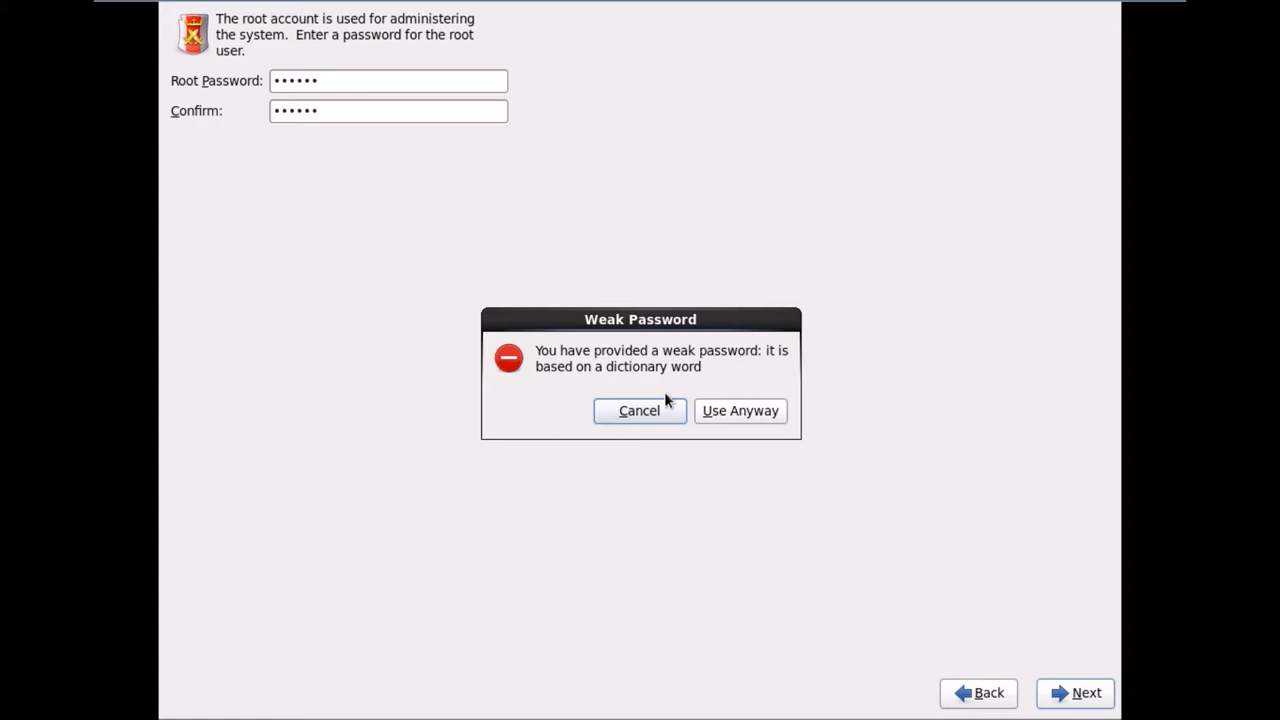 The root account is used for administering
the system.  Enter a password for the root
user.
Root Password: ••••••
Confirm: ••••••
Weak Password
You have provided a weak password: it is
based on a dictionary word
Cancel Use Anyway
Back Next